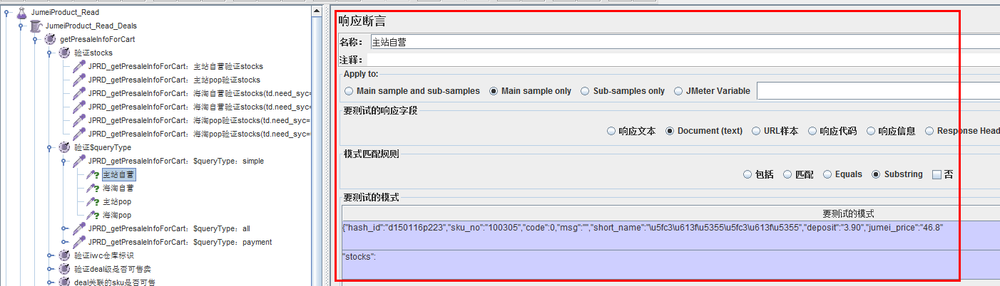 JumeiProduct_Read
JumeiProduct_Read_Deals
getPresaleInfoForCart
验证stocks
JPRD_getPresaleInfoForCart：主站自营验证stocks
JPRD_getPresaleInfoForCart：主站pop验证stocks
JPRD_getPresaleInfoForCart：海淘自营验证stocks(td.need_syc=
JPRD_getPresaleInfoForCart：海淘自营验证stocks(td.need_syc=
JPRD_getPresaleInfoForCart：海淘pop验证stocks(td.need_syc=
JPRD_getPresaleInfoForCart：海淘pop验证stocks(td.need_syc=
验证$queryType
JPRD_getPresaleInfoForCart：$queryType：simple
主站自营
海淘自营
主站pop
海淘pop
JPRD_getPresaleInfoForCart：$queryType：all
JPRD_getPresaleInfoForCart：$queryType：payment
验证iwc仓库标识
验证deal级是否可售卖
deal关联的sku是否可售
响应断言
名称： 主站自营
注释：
Apply to:
Main sample and sub-samples Main sample only Sub-samples only JMeter Variable
要测试的响应字段
响应文本 Document (text) URL样本 响应代码 响应信息 Response Head
模式匹配规则
包括 匹配 Equals Substring 否
要测试的模式
要测试的模式
{"hash_id":"d150116p223","sku_no":"100305","code":0,"msg":"","short_name":"\u5fc3\u613f\u5355\u5fc3\u613f\u5355","deposit":"3.90","jumei_price":"46.8"
"stocks":